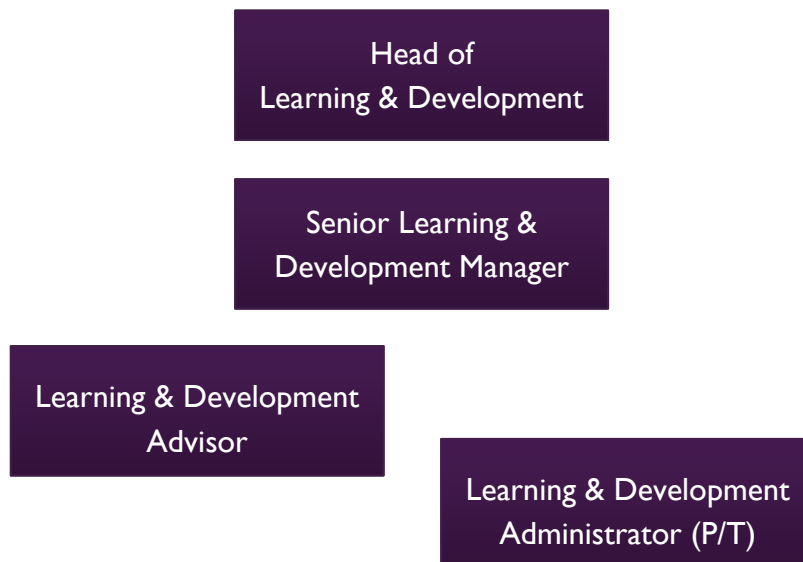 Head of
Learning & Development
Senior Learning &
Development Manager
Learning & Development
Advisor
Learning & Development
Administrator (P/T)